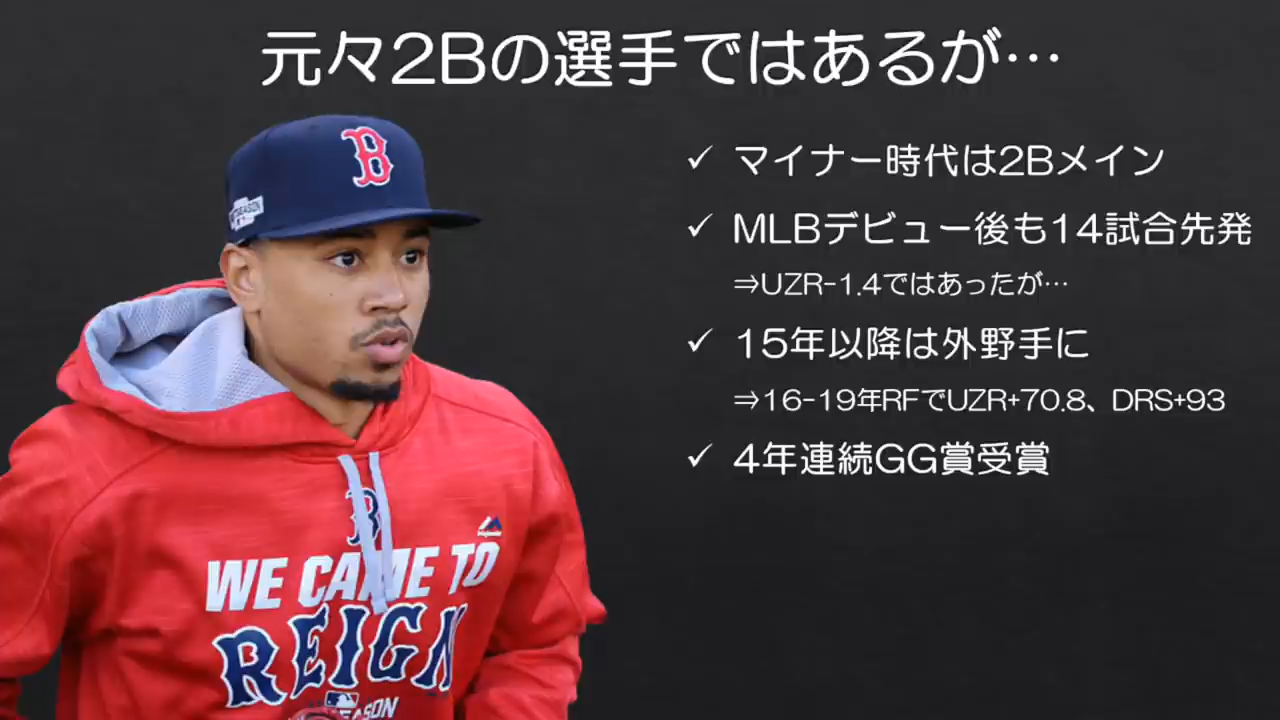 元々2Bの選手ではあるが…
✓ マイナー時代は2Bメイン
✓ MLBデビュー後も14試合先発
⇒UZR-1.4ではあったが…
✓ 15年以降は外野手に
⇒16-19年RFでUZR+70.8、DRS+93
✓ 4年連続GG賞受賞
B
B
WE CAME TO
REIGN